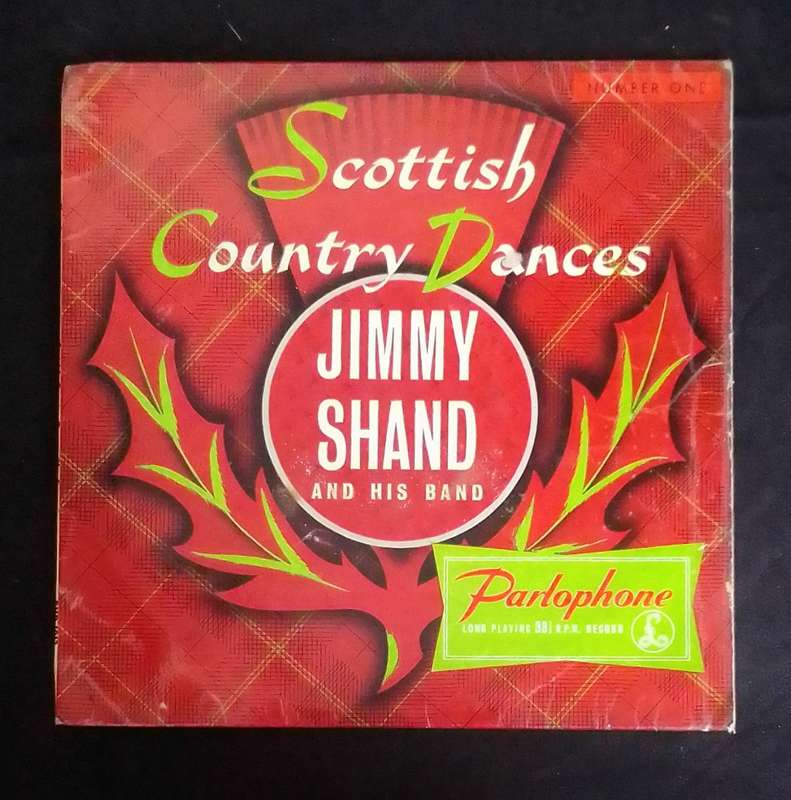 NUMBER ONE
Scottish
Country Dances
JIMMY
SHAND
AND HIS BAND
Parlophone
LONG PLAYING 33⅓ R.P.M. RECORD
£